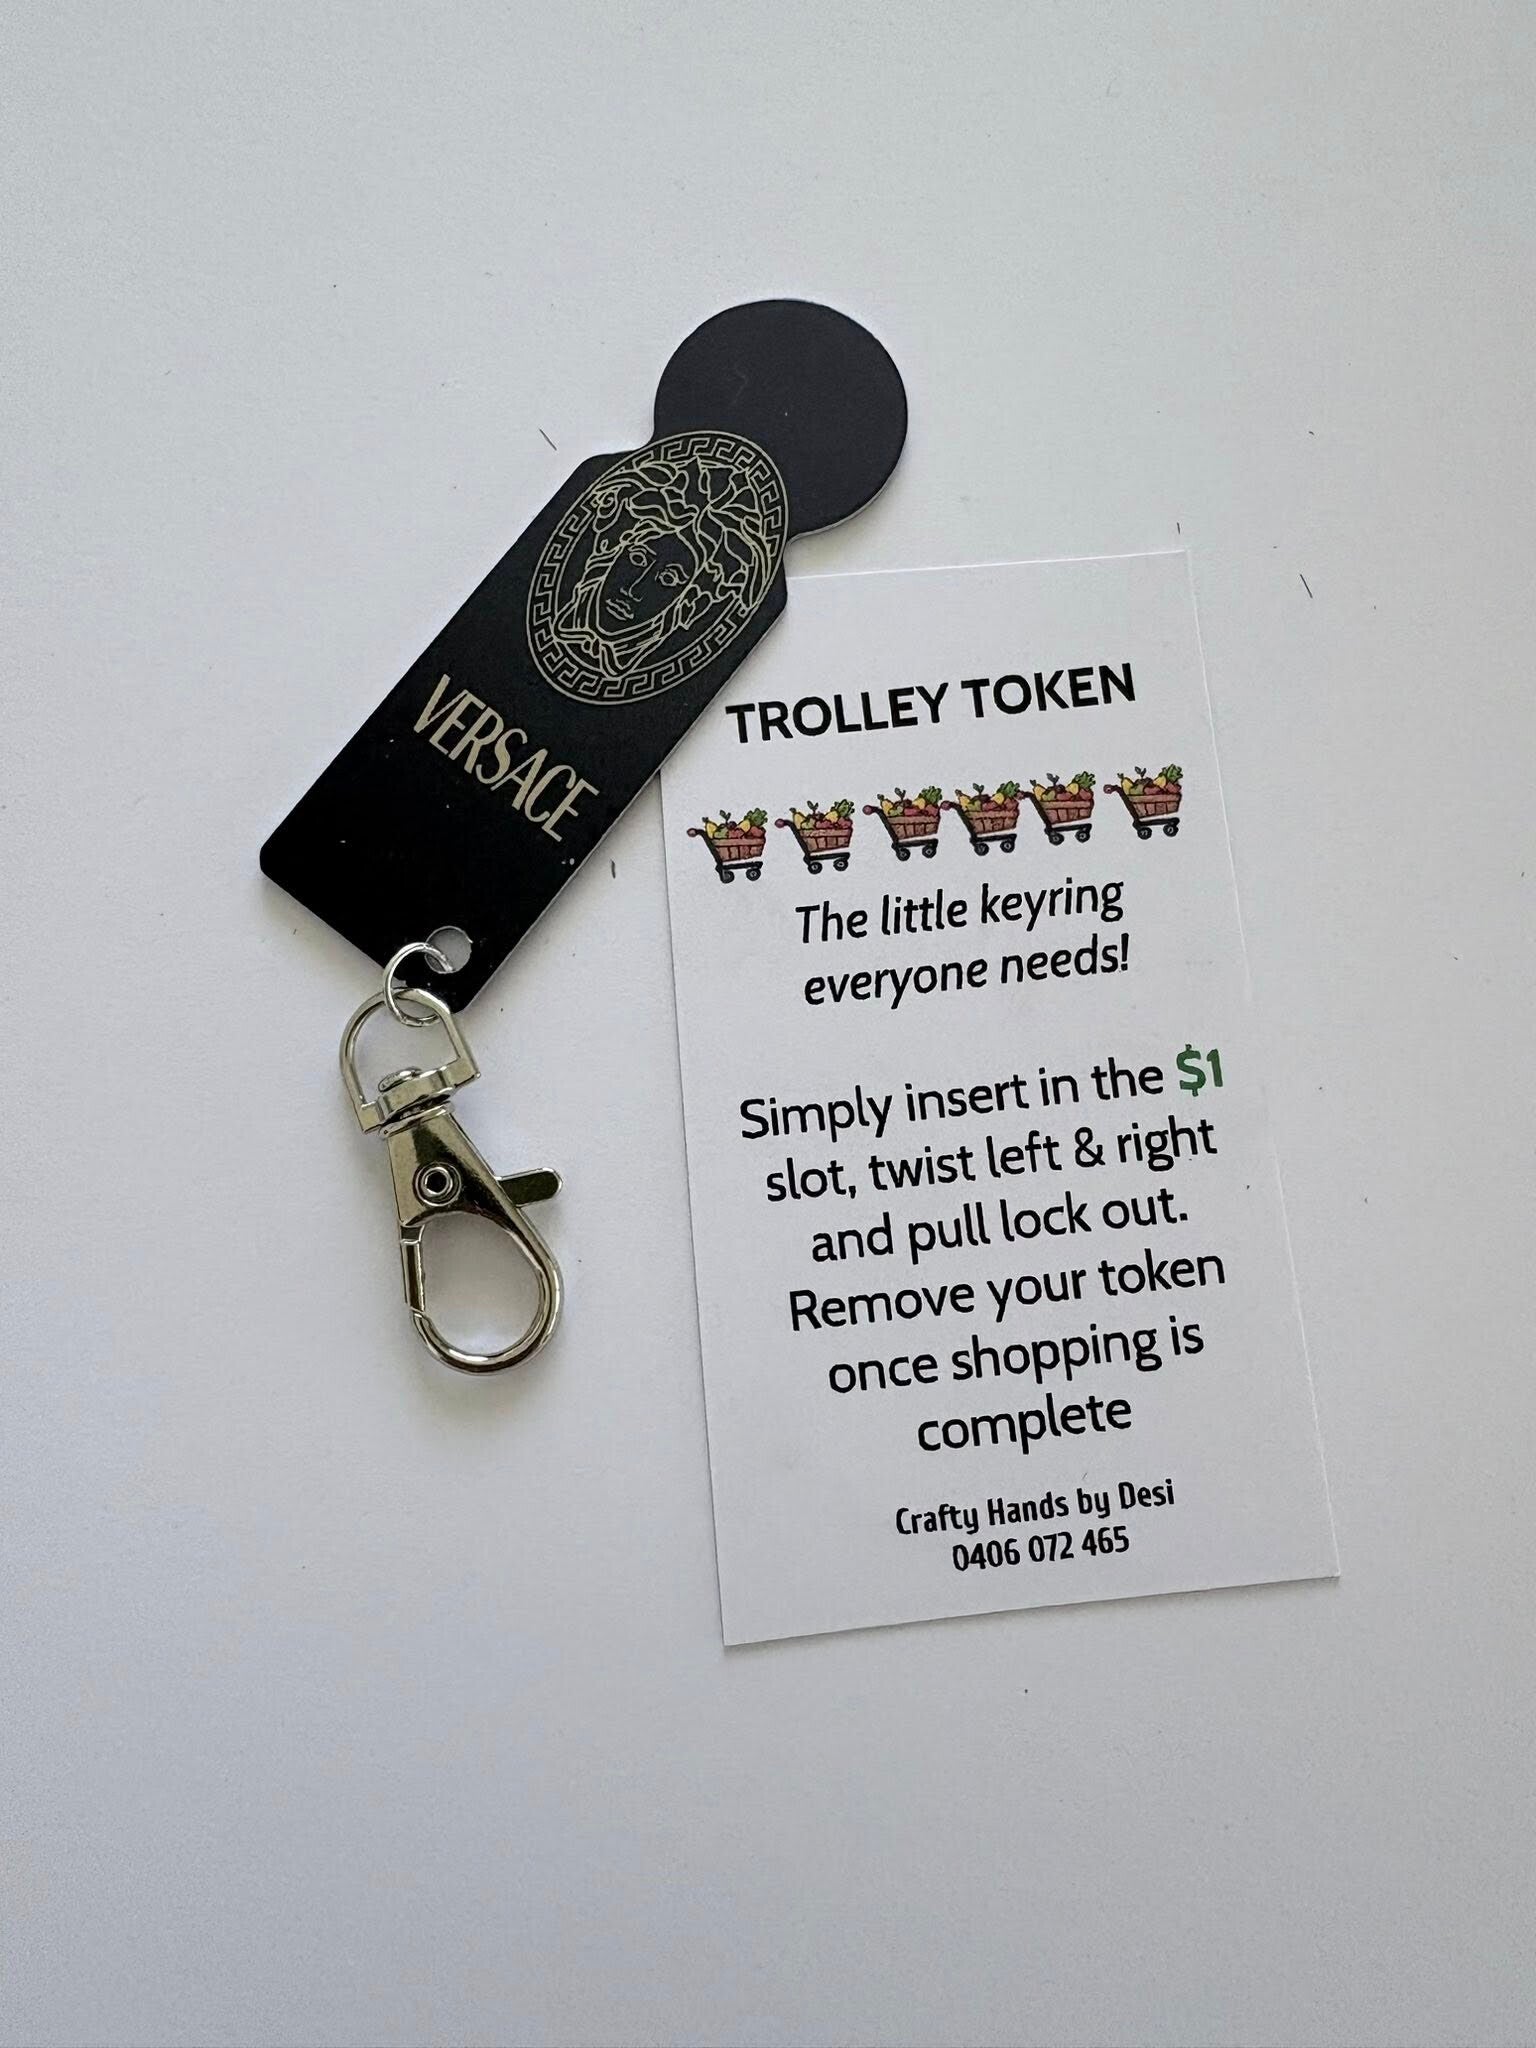 VERSACE
TROLLEY TOKEN
The little keyring
everyone needs!
Simply insert in the $1
slot, twist left & right
and pull lock out.
Remove your token
once shopping is
complete
Crafty Hands by Desi
0406 072 465